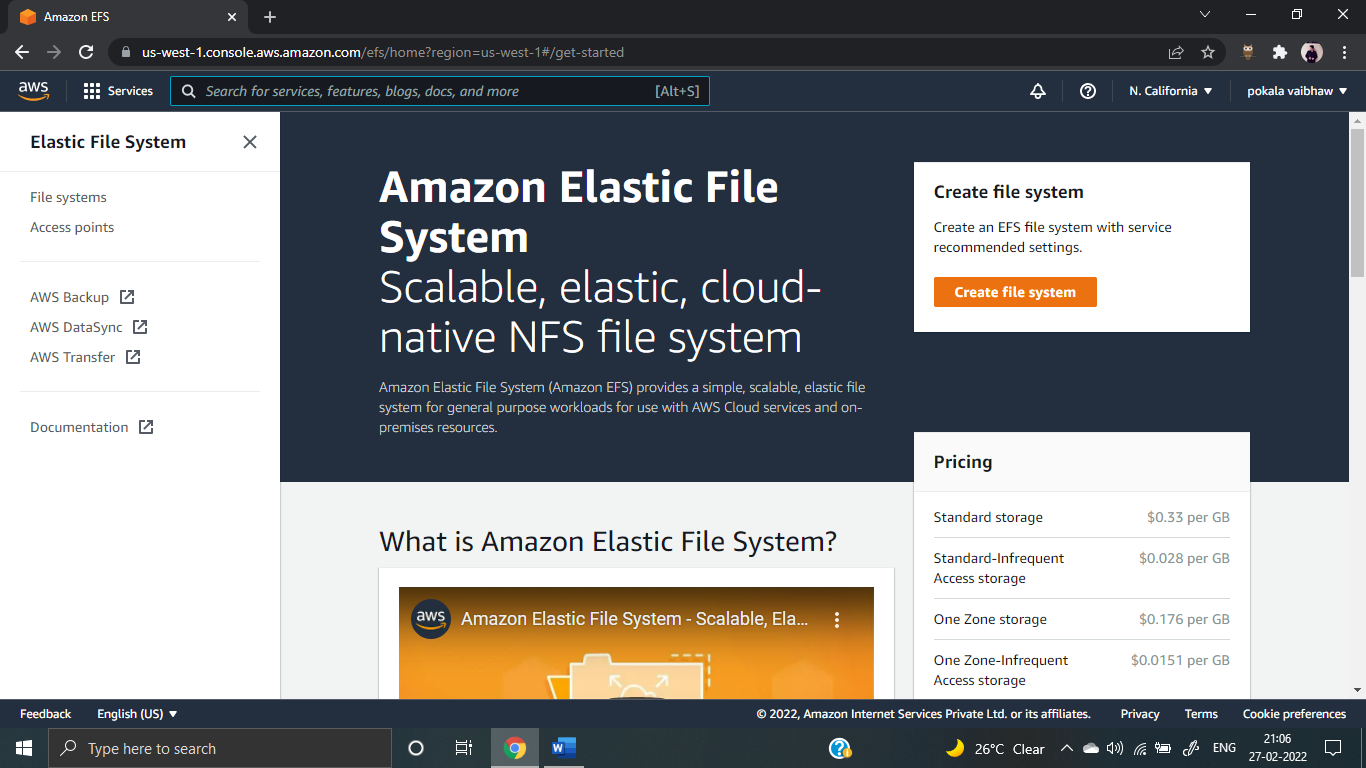 Amazon EFS
us-west-1.console.aws.amazon.com/efs/home?region=us-west-1#/get-started
aws
Services
Search for services, features, blogs, docs, and more
[Alt+S]
N. California
pokala vaibhaw
Elastic File System
File systems
Access points
AWS Backup
AWS DataSync
AWS Transfer
Documentation
Amazon Elastic File
System
Scalable, elastic, cloud-
native NFS file system
Amazon Elastic File System (Amazon EFS) provides a simple, scalable, elastic file
system for general purpose workloads for use with AWS Cloud services and on-
premises resources.
Create file system
Create an EFS file system with service
recommended settings.
Create file system
Pricing
Standard storage $0.33 per GB
Standard-Infrequent $0.028 per GB
Access storage
One Zone storage $0.176 per GB
One Zone-Infrequent $0.0151 per GB
Access storage
What is Amazon Elastic File System?
aws
Amazon Elastic File System - Scalable, Ela...
Feedback
English (US)
© 2022, Amazon Internet Services Private Ltd. or its affiliates.
Privacy
Terms
Cookie preferences
Type here to search
26°C Clear
ENG
21:06
27-02-2022